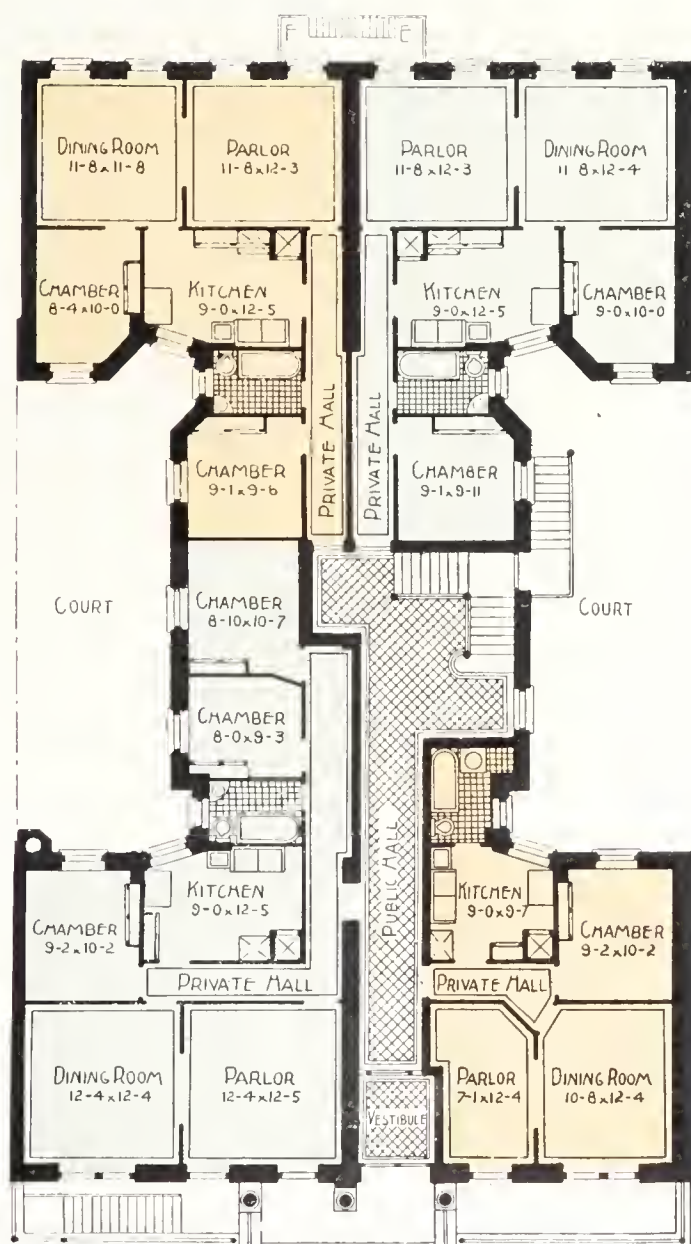 F E
DINING ROOM
11-8 x 11-8
PARLOR
11-8 x 12-3
PARLOR
11-8 x 12-3
DINING ROOM
11 8 x 12-4
CHAMBER
8-4 x 10-0
KITCHEN
9-0 x 12-5
KITCHEN
9-0 x 12-5
CHAMBER
9-0 x 10-0
PRIVATE HALL
PRIVATE HALL
CHAMBER
9-1 x 9-6
CHAMBER
9-1 x 9-11
COURT
CHAMBER
8-10 x 10-7
COURT
CHAMBER
8-0 x 9-3
PUBLIC HALL
KITCHEN
9-0 x 12-5
KITCHEN
9-0 x 9-7
CHAMBER
9-2 x 10-2
CHAMBER
9-2 x 10-2
PRIVATE HALL
PRIVATE HALL
DINING ROOM
12-4 x 12-4
PARLOR
12-4 x 12-5
PARLOR
7-1 x 12-4
DINING ROOM
10-8 x 12-4
VESTIBULE